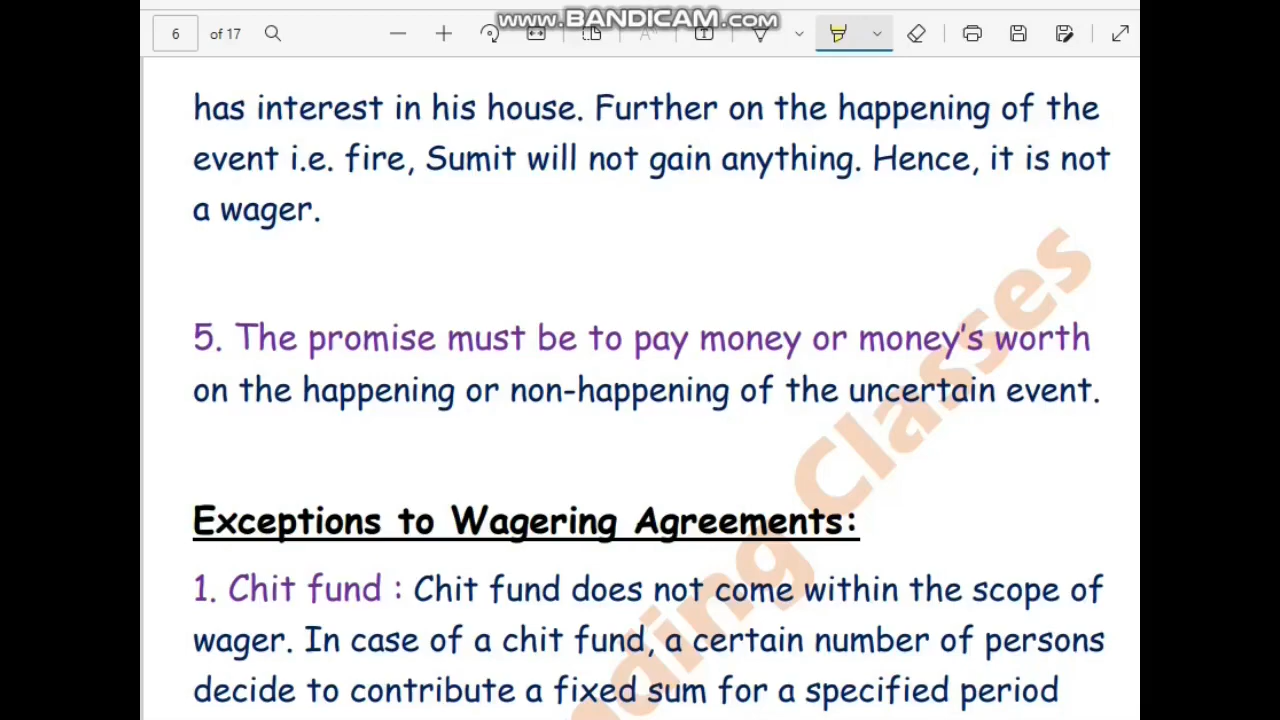 www.BANDICAM.com
6 of 17
has interest in his house. Further on the happening of the
event i.e. fire, Sumit will not gain anything. Hence, it is not
a wager.
5. The promise must be to pay money or money's worth
on the happening or non-happening of the uncertain event.
Exceptions to Wagering Agreements:
1. Chit fund : Chit fund does not come within the scope of
wager. In case of a chit fund, a certain number of persons
decide to contribute a fixed sum for a specified period
Classes